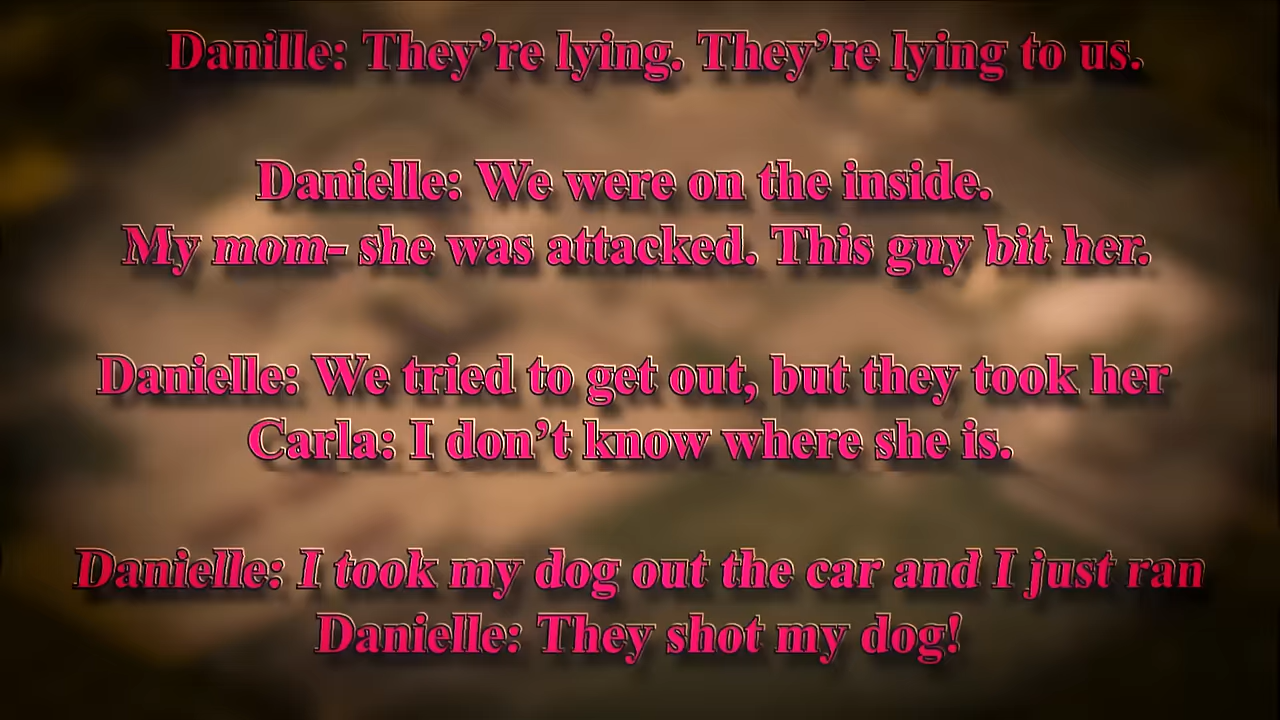 Danille: They’re lying. They’re lying to us.
Danielle: We were on the inside.
My mom- she was attacked. This guy bit her.
Danielle: We tried to get out, but they took her
Carla: I don’t know where she is.
Danielle: I took my dog out the car and I just ran
Danielle: They shot my dog!